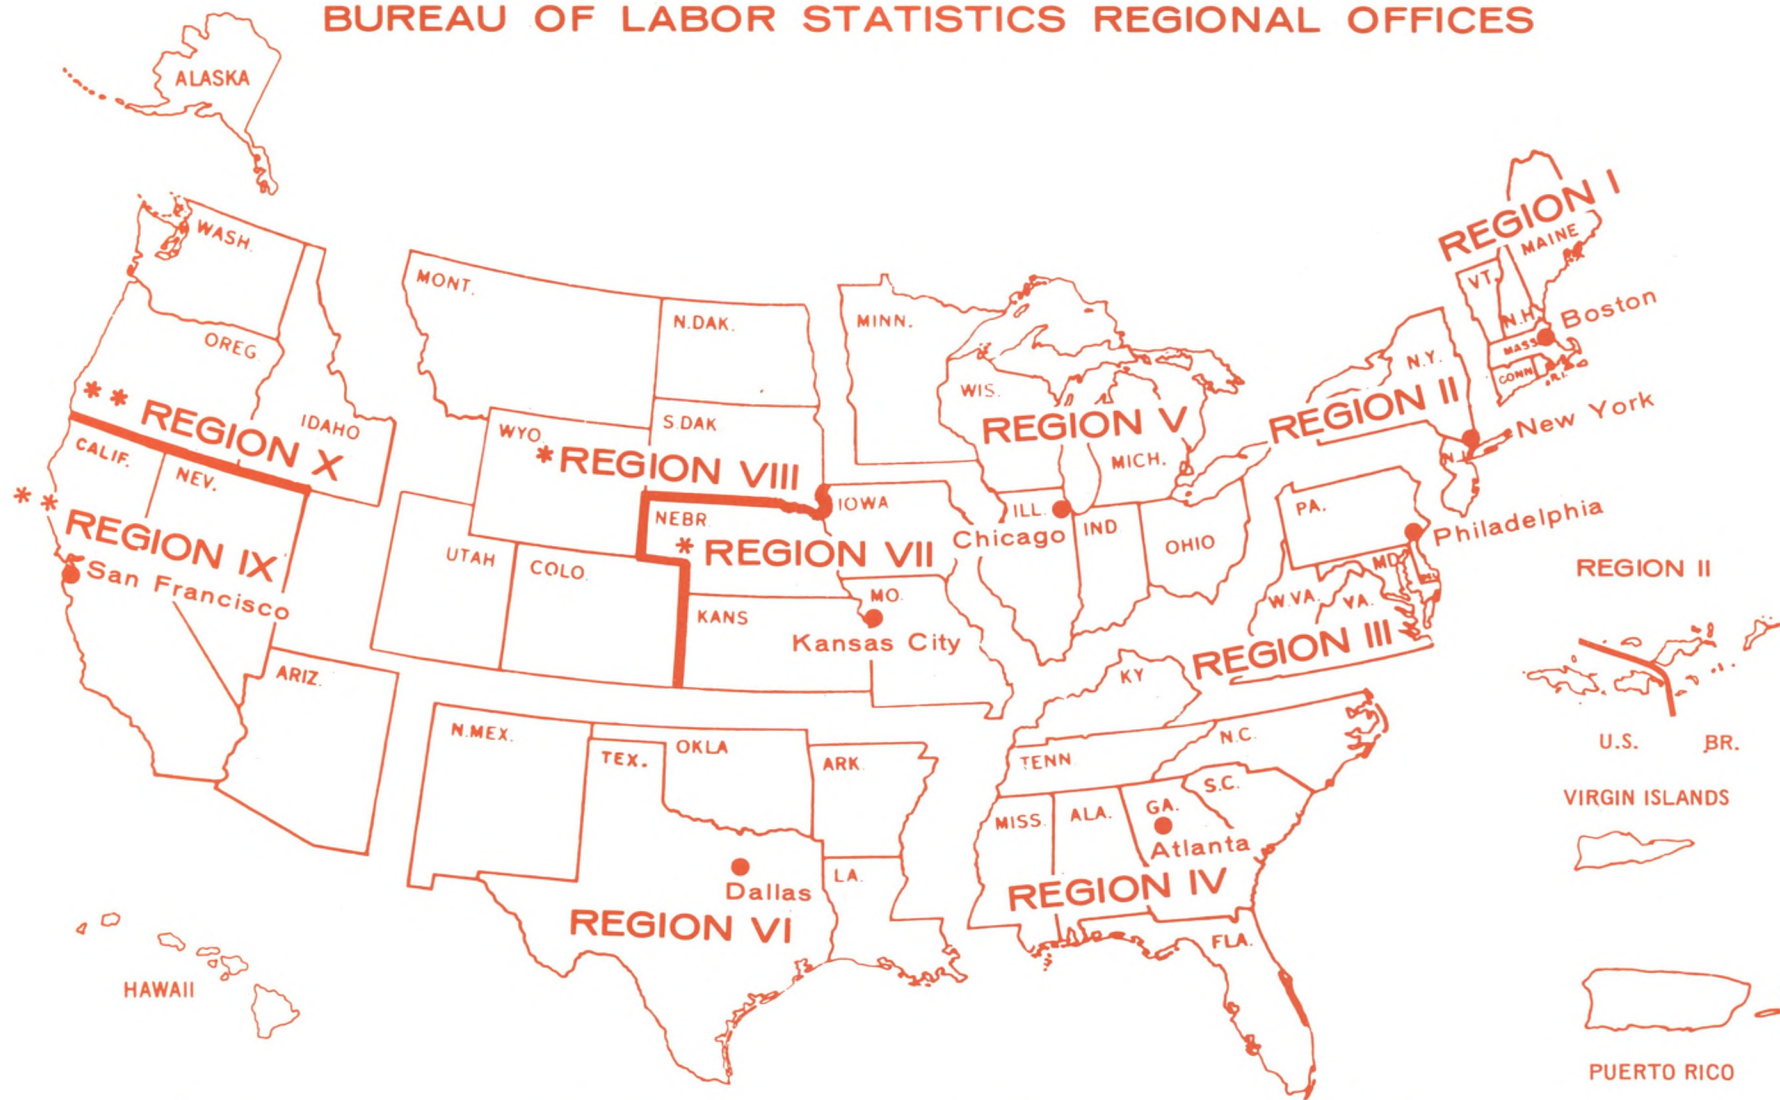 BUREAU OF LABOR STATISTICS REGIONAL OFFICES
ALASKA
REGION I
MAINE
VT.
N.H.
Boston
MASS
CONN
R.I.
WASH.
MONT.
N.DAK.
MINN.
OREG.
IDAHO
WYO.
S.DAK
WIS.
N.Y.
** REGION X
REGION V
REGION II
New York
N.J.
MICH.
CALIF.
NEV.
*REGION VIII
** REGION IX
San Francisco
NEBR.
IOWA
* REGION VII
ILL.
Chicago
IND.
OHIO
PA.
Philadelphia
MD.
DEL
W.VA.
VA.
REGION III
UTAH
COLO.
KANS
MO.
Kansas City
KY
ARIZ.
N.MEX.
TEX.
OKLA
ARK.
TENN
N.C.
S.C.
MISS.
ALA.
GA.
Atlanta
REGION IV
LA.
Dallas
REGION VI
FLA.
HAWAII
REGION II
U.S. BR.
VIRGIN ISLANDS
PUERTO RICO